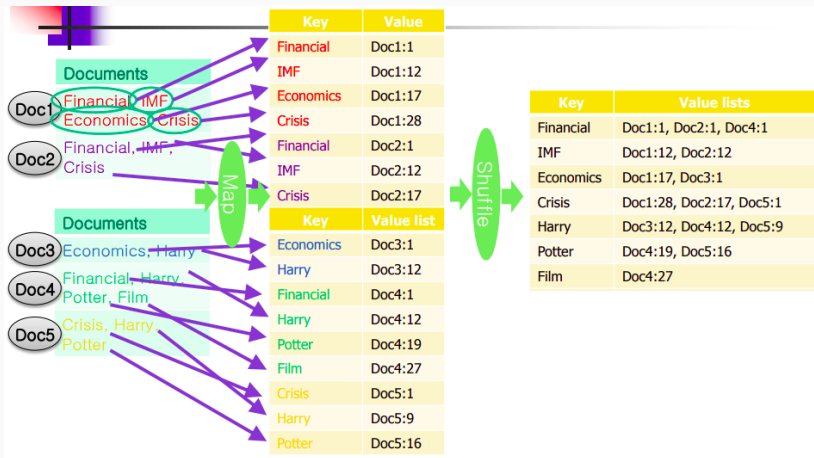 Documents
Doc1
Financial, IMF
Economics, Crisis
Doc2
Financial, IMF,
Crisis
Documents
Doc3
Economics, Harry
Doc4
Financial, Harry,
Potter, Film
Doc5
Crisis, Harry,
Potter
Map
Key Value
Financial Doc1:1
IMF Doc1:12
Economics Doc1:17
Crisis Doc1:28
Financial Doc2:1
IMF Doc2:12
Crisis Doc2:17
Key Value list
Economics Doc3:1
Harry Doc3:12
Financial Doc4:1
Harry Doc4:12
Potter Doc4:19
Film Doc4:27
Crisis Doc5:1
Harry Doc5:9
Potter Doc5:16
Shuffle
Key Value lists
Financial Doc1:1, Doc2:1, Doc4:1
IMF Doc1:12, Doc2:12
Economics Doc1:17, Doc3:1
Crisis Doc1:28, Doc2:17, Doc5:1
Harry Doc3:12, Doc4:12, Doc5:9
Potter Doc4:19, Doc5:16
Film Doc4:27